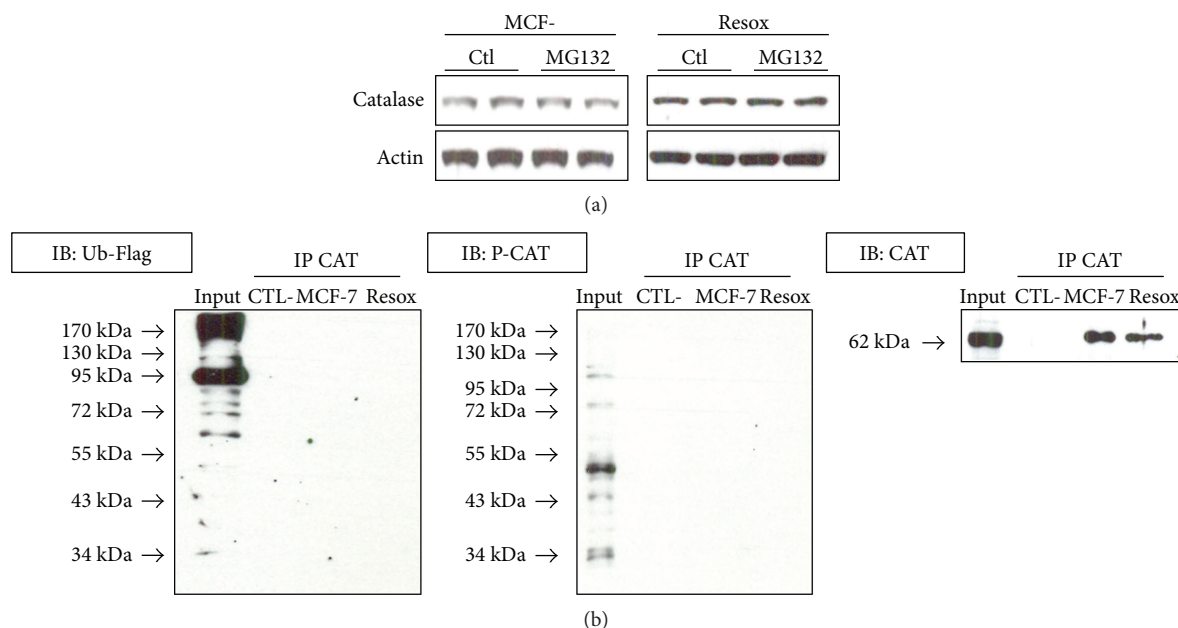 MCF-
Resox
Ctl MG132
Ctl MG132
Catalase
Actin
(a)
IB: Ub-Flag
IP CAT
Input CTL- MCF-7 Resox
170 kDa →
130 kDa →
95 kDa →
72 kDa →
55 kDa →
43 kDa →
34 kDa →
IB: P-CAT
IP CAT
Input CTL- MCF-7 Resox
170 kDa →
130 kDa →
95 kDa →
72 kDa →
55 kDa →
43 kDa →
34 kDa →
IB: CAT
IP CAT
Input CTL- MCF-7 Resox
62 kDa →
(b)